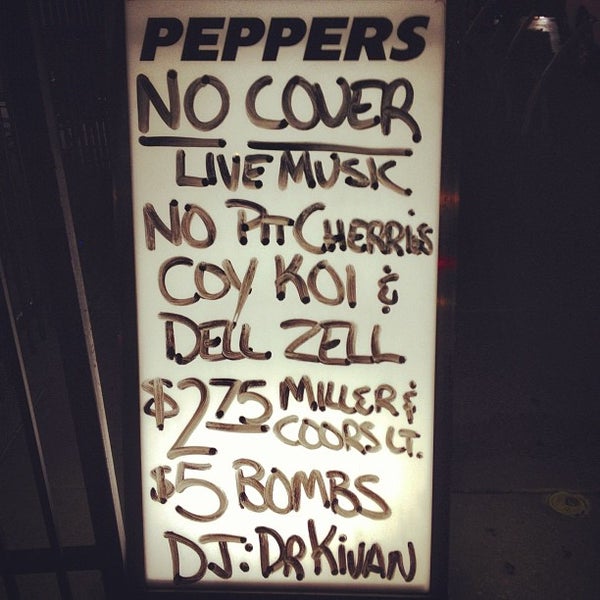 PEPPERS
NO COVER
LIVE MUSIC
NO PIT CHERRIES
COY KOI &
DELL ZELL
$2.75 MILLER &
COORS LT.
$5 BOMBS
DJ: DR KIVAN